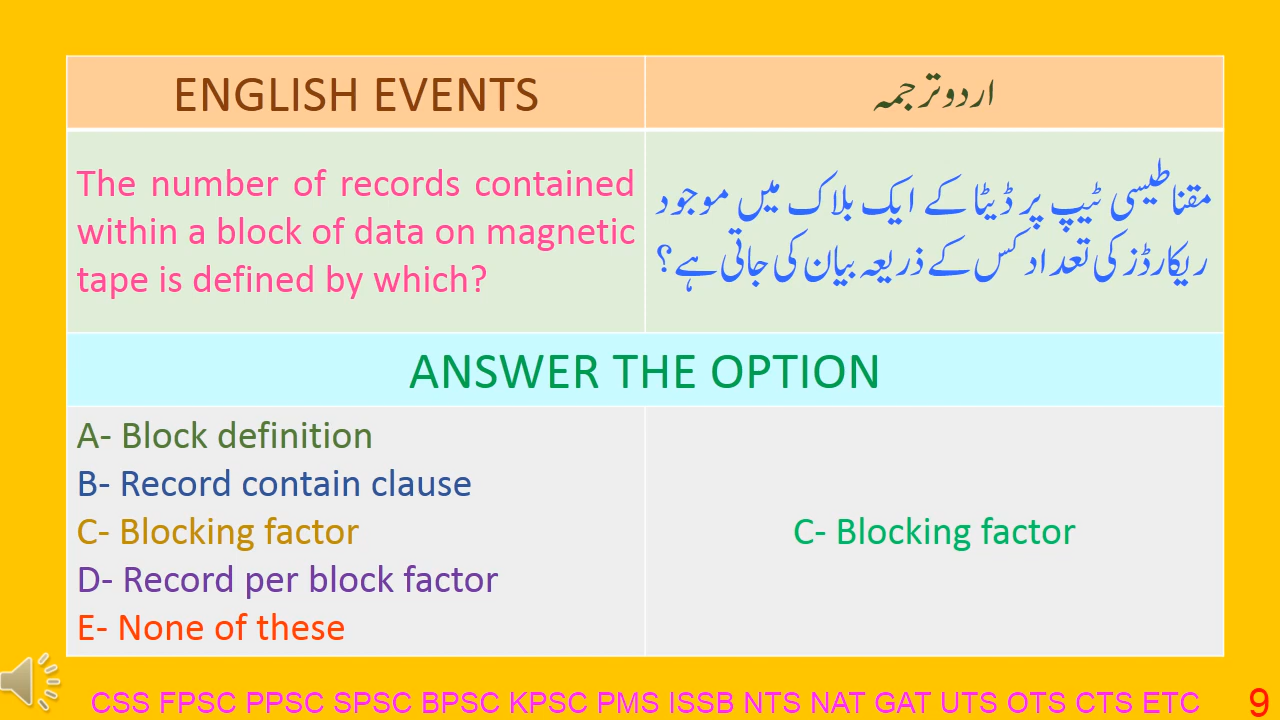 ENGLISH EVENTS
اردو ترجمہ
The number of records contained
within a block of data on magnetic
tape is defined by which?
مقناطیسی ٹیپ پر ڈیٹا کے ایک بلاک میں موجود
ریکارڈز کی تعداد کس کے ذریعہ بیان کی جاتی ہے؟
ANSWER THE OPTION
A- Block definition
B- Record contain clause
C- Blocking factor
D- Record per block factor
E- None of these
C- Blocking factor
CSS FPSC PPSC SPSC BPSC KPSC PMS ISSB NTS NAT GAT UTS OTS CTS ETC
9